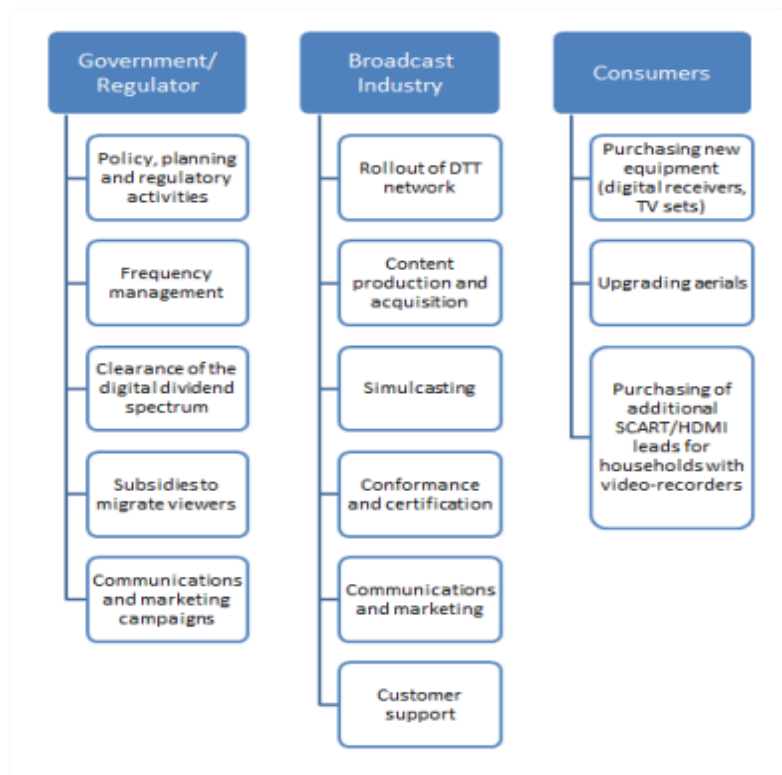 Government/
Regulator
Policy, planning
and regulatory
activities
Frequency
management
Clearance of the
digital dividend
spectrum
Subsidies to
migrate viewers
Communications
and marketing
campaigns
Broadcast
Industry
Rollout of DTT
network
Content
production and
acquisition
Simulcasting
Conformance
and certification
Communications
and marketing
Customer
support
Consumers
Purchasing new
equipment
(digital receivers,
TV sets)
Upgrading aerials
Purchasing of
additional
SCART/HDMI
leads for
households with
video-recorders